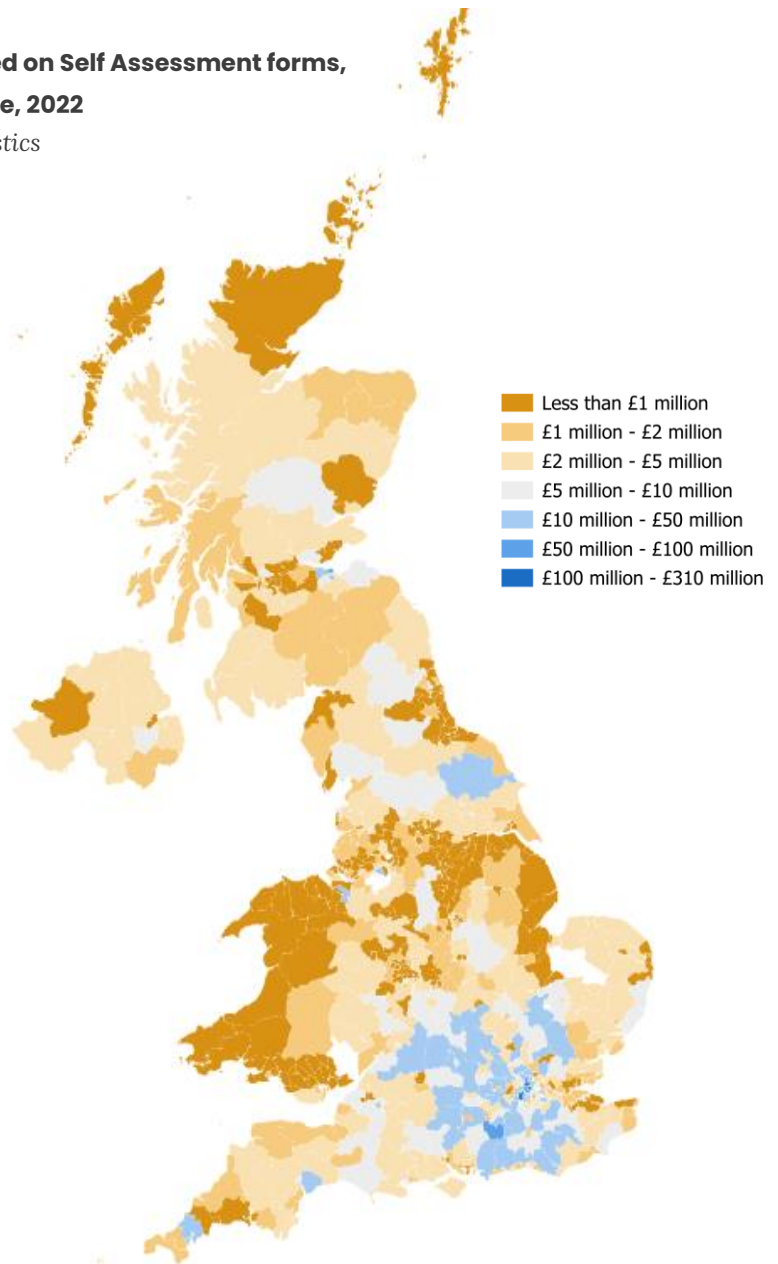 ed on Self Assessment forms,
e, 2022
stics
Less than £1 million
£1 million - £2 million
£2 million - £5 million
£5 million - £10 million
£10 million - £50 million
£50 million - £100 million
£100 million - £310 million